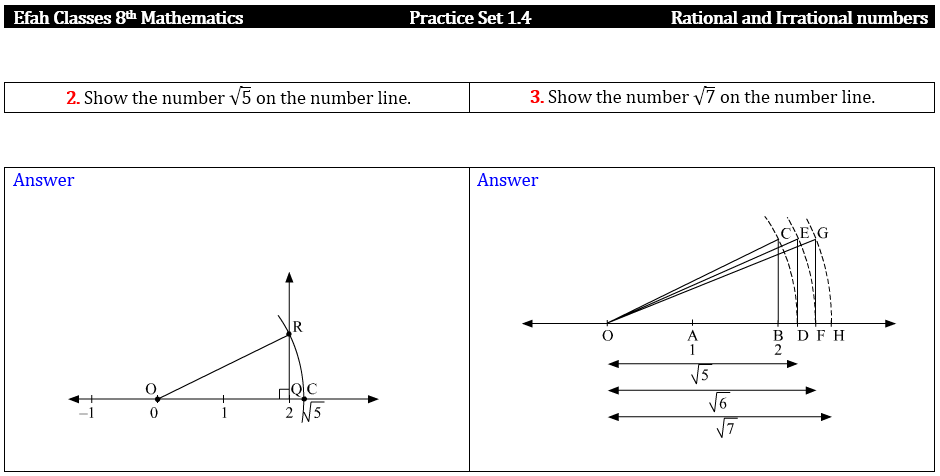 Efah Classes 8th Mathematics Practice Set 1.4 Rational and Irrational numbers
2. Show the number √5 on the number line.
3. Show the number √7 on the number line.
Answer
R
O Q C
–1 0 1 2 √5
Answer
C E G
O A B D F H
1 2
√5
√6
√7